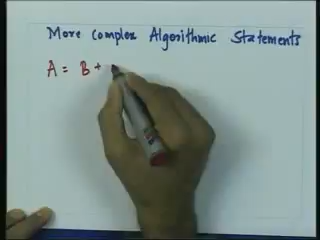 More Complex Algorithmic Statements
A = B +